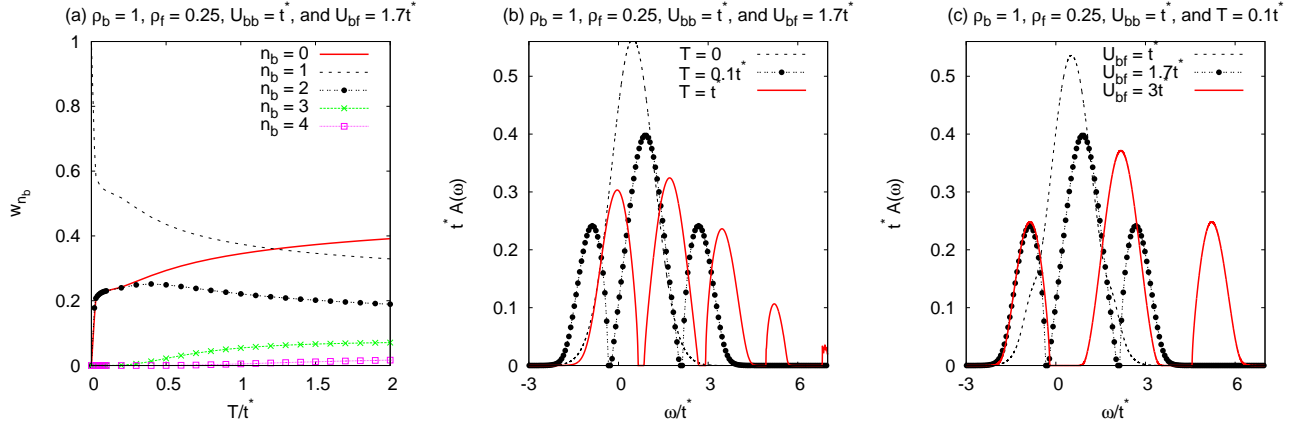 (a) ρb = 1, ρf = 0.25, Ubb = t*, and Ubf = 1.7t*
1
0.8
0.6
0.4
0.2
0
wnb
0
0.5
1
1.5
2
T/t*
nb = 0
nb = 1
nb = 2
nb = 3
nb = 4
(b) ρb = 1, ρf = 0.25, Ubb = t*, and Ubf = 1.7t*
0.5
0.4
0.3
0.2
0.1
0
t* A(ω)
-3
0
3
6
ω/t*
T = 0
T = 0.1t*
T = t*
(c) ρb = 1, ρf = 0.25, Ubb = t*, and T = 0.1t*
0.5
0.4
0.3
0.2
0.1
0
t* A(ω)
-3
0
3
6
ω/t*
Ubf = t*
Ubf = 1.7t*
Ubf = 3t*